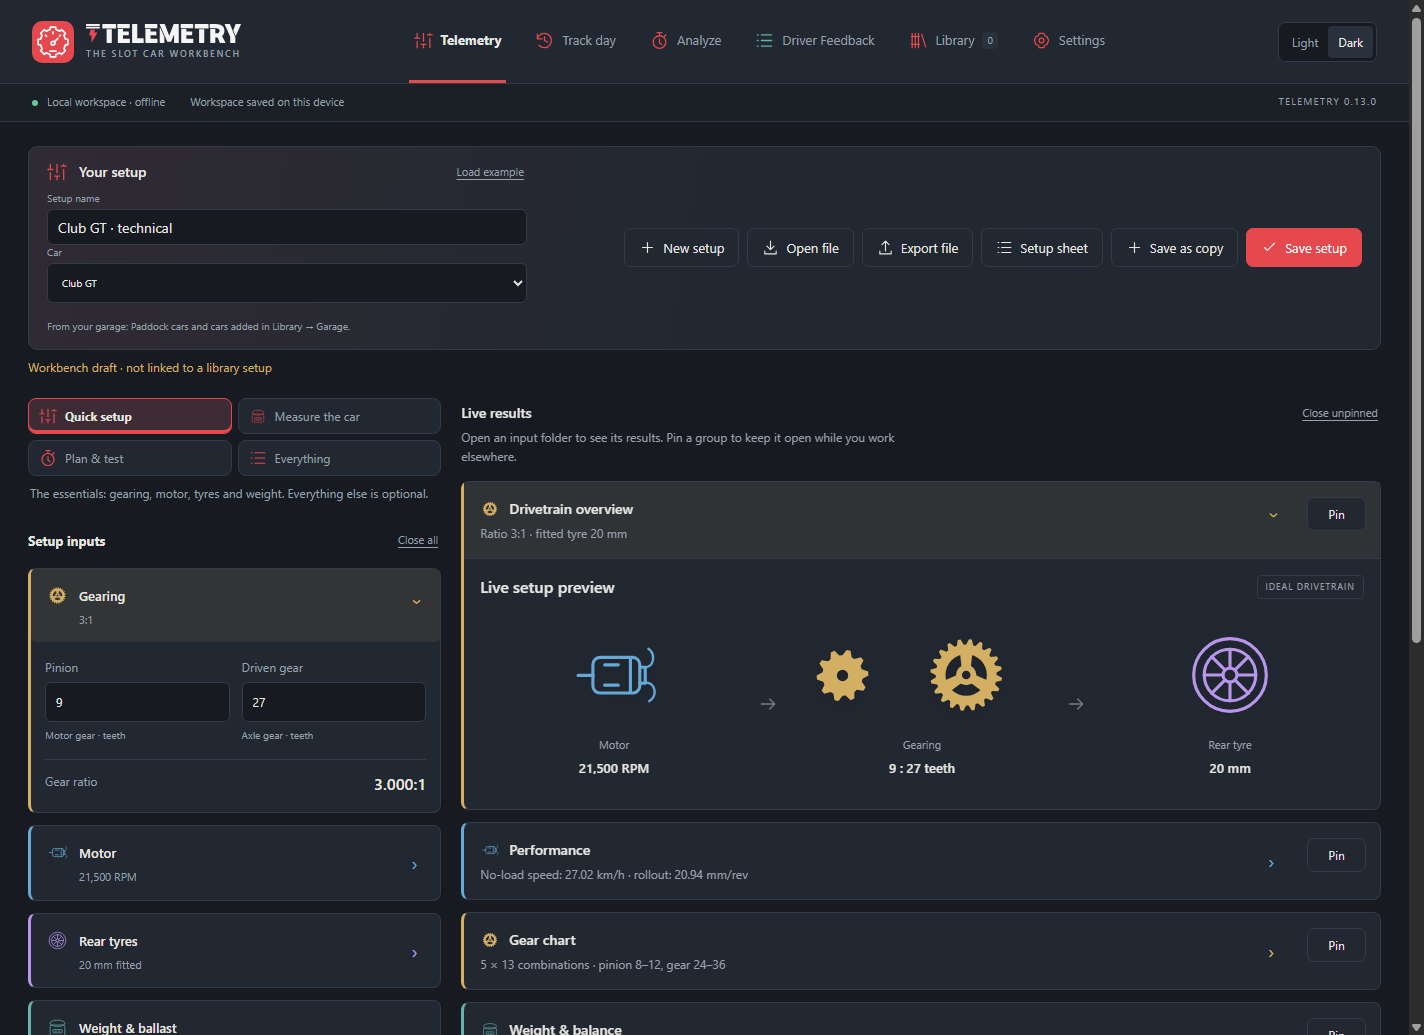 TELEMETRY
THE SLOT CAR WORKBENCH
Telemetry
Track day
Analyze
Driver Feedback
Library 0
Settings
Light
Dark
Local workspace · offline
Workspace saved on this device
TELEMETRY 0.13.0
Your setup
Load example
Setup name
Club GT · technical
Car
Club GT
From your garage: Paddock cars and cars added in Library → Garage.
New setup
Open file
Export file
Setup sheet
Save as copy
Save setup
Workbench draft · not linked to a library setup
Quick setup
Measure the car
Plan & test
Everything
The essentials: gearing, motor, tyres and weight. Everything else is optional.
Setup inputs
Close all
Gearing
3:1
Pinion
Driven gear
9
27
Motor gear · teeth
Axle gear · teeth
Gear ratio
3.000:1
Motor
21,500 RPM
Rear tyres
20 mm fitted
Weight & ballast
Live results
Close unpinned
Open an input folder to see its results. Pin a group to keep it open while you work
elsewhere.
Drivetrain overview
Ratio 3:1 · fitted tyre 20 mm
Pin
Live setup preview
IDEAL DRIVETRAIN
Motor
21,500 RPM
Gearing
9 : 27 teeth
Rear tyre
20 mm
Performance
No-load speed: 27.02 km/h · rollout: 20.94 mm/rev
Pin
Gear chart
5 × 13 combinations · pinion 8–12, gear 24–36
Pin
Weight & balance
Pin